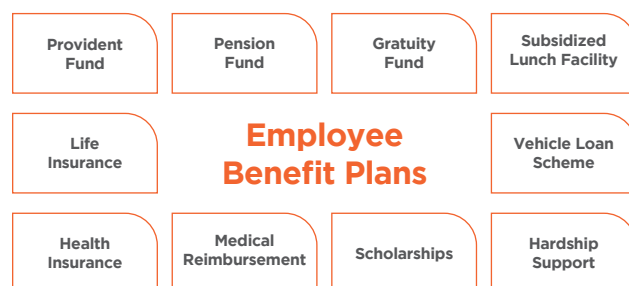 Provident
Fund
Pension
Fund
Gratuity
Fund
Subsidized
Lunch Facility
Life
Insurance
Employee
Benefit Plans
Vehicle Loan
Scheme
Health
Insurance
Medical
Reimbursement
Scholarships
Hardship
Support